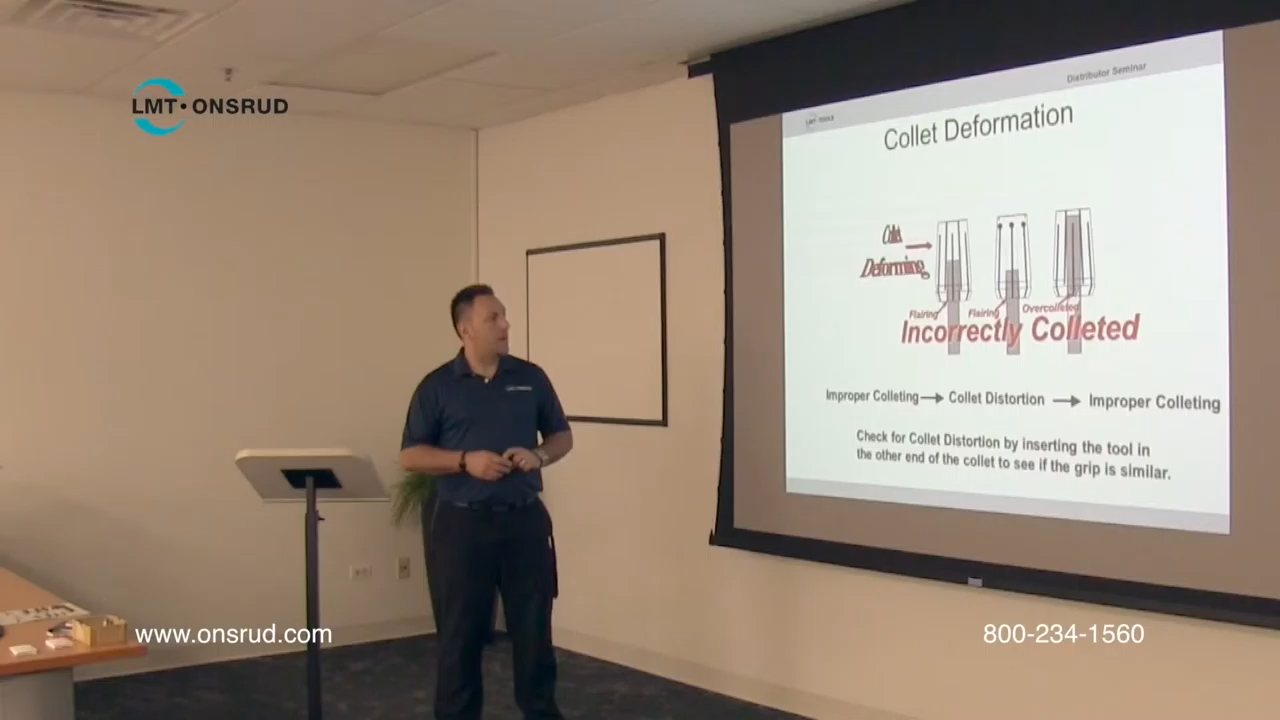 LMT•ONSRUD
Distributor Seminar
LMT•TOOLS
Collet Deformation
Collet
Deforming
Flairing
Flairing
Overcolleted
Incorrectly Colleted
Improper Colleting → Collet Distortion → Improper Colleting
Check for Collet Distortion by inserting the tool in
the other end of the collet to see if the grip is similar.
www.onsrud.com
800-234-1560